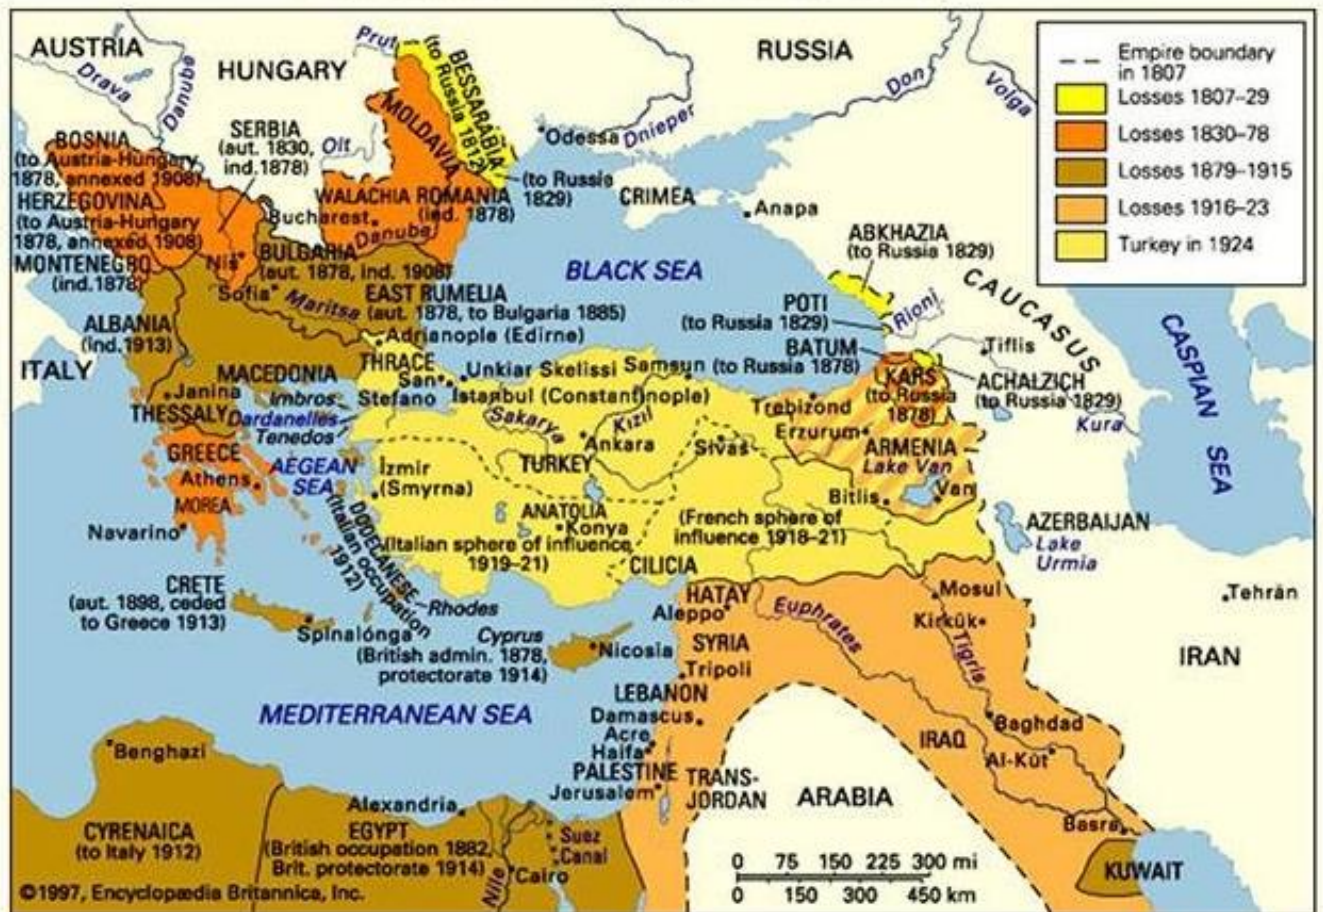 AUSTRIA
Drava
Danube
HUNGARY
Prut
BESSARABIA
(to Russia 1812)
RUSSIA
Don
Volga
Empire boundary
in 1807
Losses 1807–29
Losses 1830–78
Losses 1879–1915
Losses 1916–23
Turkey in 1924
BOSNIA
(to Austria-Hungary
1878, annexed 1908)
HERZEGOVINA
(to Austria-Hungary
1878, annexed 1908)
MONTENEGRO
(ind.1878)
SERBIA
(aut. 1830,
ind.1878)
Olt
MOLDAVIA
WALACHIA ROMANIA
(ind. 1878)
Bucharest
Danube
Odessa
Dnieper
(to Russia
1829)
CRIMEA
Anapa
ABKHAZIA
(to Russia 1829)
CAUCASUS
Niš
BULGARIA
(aut. 1878, ind. 1908)
Sofia
Maritsa
EAST RUMELIA
(aut. 1878, to Bulgaria 1885)
BLACK SEA
POTI
(to Russia 1829)
Rioni
BATUM
(to Russia 1878)
Tiflis
CASPIAN SEA
ALBANIA
(ind.1913)
ITALY
Adrianople (Edirne)
THRACE
San
Stefano
Unkiar Skelissi
Samsun
Istanbul (Constantinople)
KARS
(to Russia
1878)
ACHALZICH
(to Russia 1829)
Kura
MACEDONIA
Janina
Imbros
THESSALY
Dardanelles
Tenedos
Sakarya
Kızıl
Ankara
Sivas
Trebizond
Erzurum
ARMENIA
Lake Van
Van
Bitlis
GREECE
AEGEAN
SEA
Athens
MOREA
Navarino
İzmir
(Smyrna)
TURKEY
ANATOLIA
Konya
(Italian sphere of influence
1919–21)
(French sphere of
influence 1918–21)
CILICIA
AZERBAIJAN
Lake
Urmia
DODECANESE
(Italian occupation
1912)
Rhodes
CRETE
(aut. 1898, ceded
to Greece 1913)
Spinalónga
Cyprus
(British admin. 1878,
protectorate 1914)
Nicosia
HATAY
Aleppo
Euphrates
Mosul
Kirkūk
Tigris
Tehrān
IRAN
SYRIA
Tripoli
LEBANON
Damascus
Acre
Haifa
PALESTINE
Jerusalem
TRANS-
JORDAN
MEDITERRANEAN SEA
Baghdad
IRAQ
Al-Kūt
ARABIA
Basra
KUWAIT
Benghazi
Alexandria
CYRENAICA
(to Italy 1912)
EGYPT
(British occupation 1882,
Brit. protectorate 1914)
Suez
Canal
Nile
Cairo
0 75 150 225 300 mi
0 150 300 450 km
©1997, Encyclopædia Britannica, Inc.